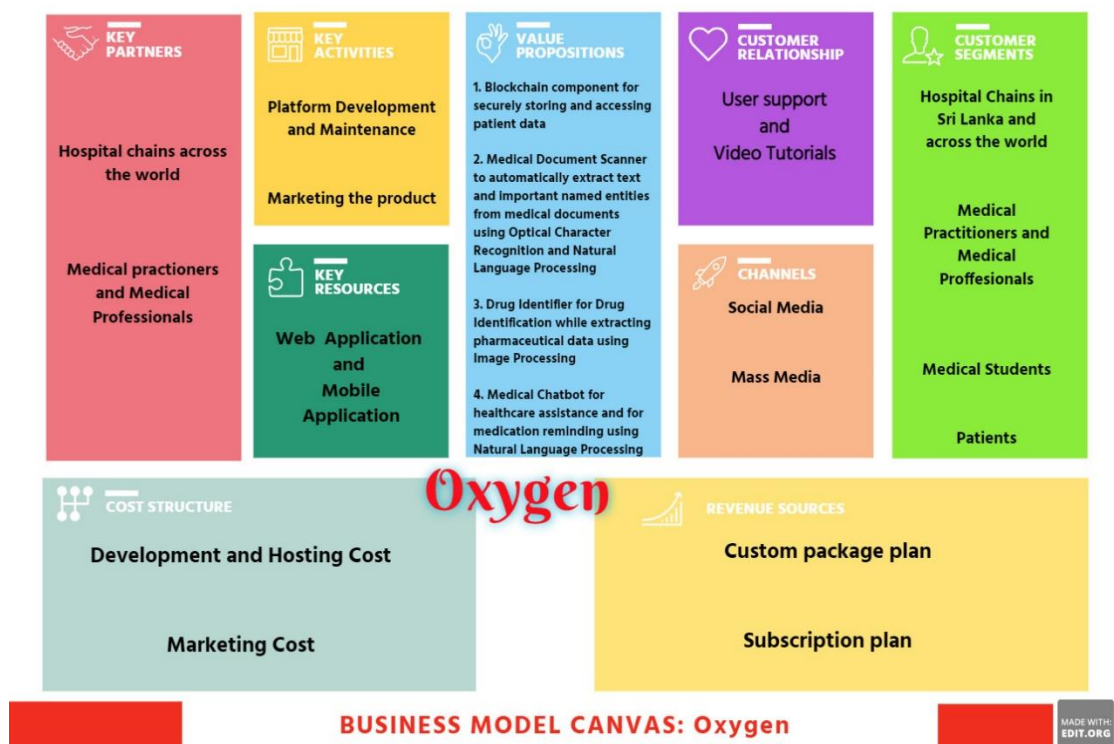 KEY
PARTNERS
Hospital chains across
the world
Medical practioners
and Medical
Professionals
KEY
ACTIVITIES
Platform Development
and Maintenance
Marketing the product
KEY
RESOURCES
Web Application
and
Mobile
Application
VALUE
PROPOSITIONS
1. Blockchain component for
securely storing and accessing
patient data
2. Medical Document Scanner
to automatically extract text
and important named entities
from medical documents
using Optical Character
Recognition and Natural
Language Processing
3. Drug Identifier for Drug
Identification while extracting
pharmaceutical data using
Image Processing
4. Medical Chatbot for
healthcare assistance and for
medication reminding using
Natural Language Processing
CUSTOMER
RELATIONSHIP
User support
and
Video Tutorials
CHANNELS
Social Media
Mass Media
CUSTOMER
SEGMENTS
Hospital Chains in
Sri Lanka and
across the world
Medical
Practitioners and
Medical
Proffesionals
Medical Students
Patients
Oxygen
COST STRUCTURE
Development and Hosting Cost
Marketing Cost
REVENUE SOURCES
Custom package plan
Subscription plan
BUSINESS MODEL CANVAS: Oxygen
MADE WITH:
EDIT.ORG